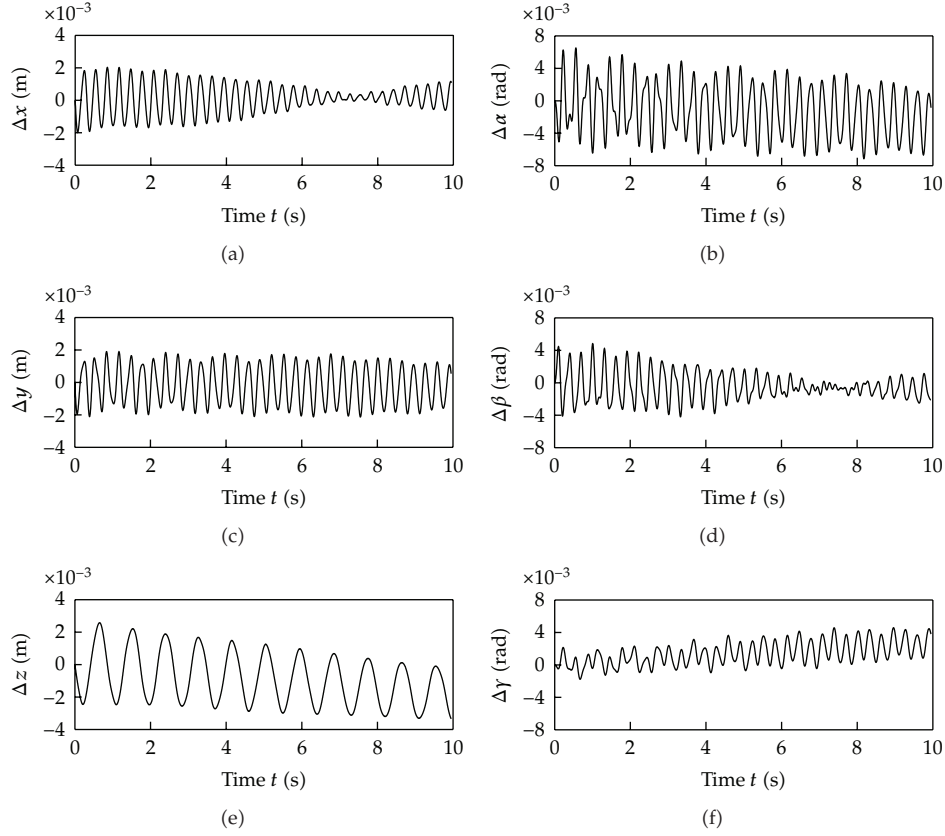 ×10⁻³
4
2
0
−2
−4
Δx (m)
0 2 4 6 8 10
Time t (s)
(a)
×10⁻³
8
4
0
−4
−8
Δα (rad)
0 2 4 6 8 10
Time t (s)
(b)
×10⁻³
4
2
0
−2
−4
Δy (m)
0 2 4 6 8 10
Time t (s)
(c)
×10⁻³
8
4
0
−4
−8
Δβ (rad)
0 2 4 6 8 10
Time t (s)
(d)
×10⁻³
4
2
0
−2
−4
Δz (m)
0 2 4 6 8 10
Time t (s)
(e)
×10⁻³
8
4
0
−4
−8
Δγ (rad)
0 2 4 6 8 10
Time t (s)
(f)